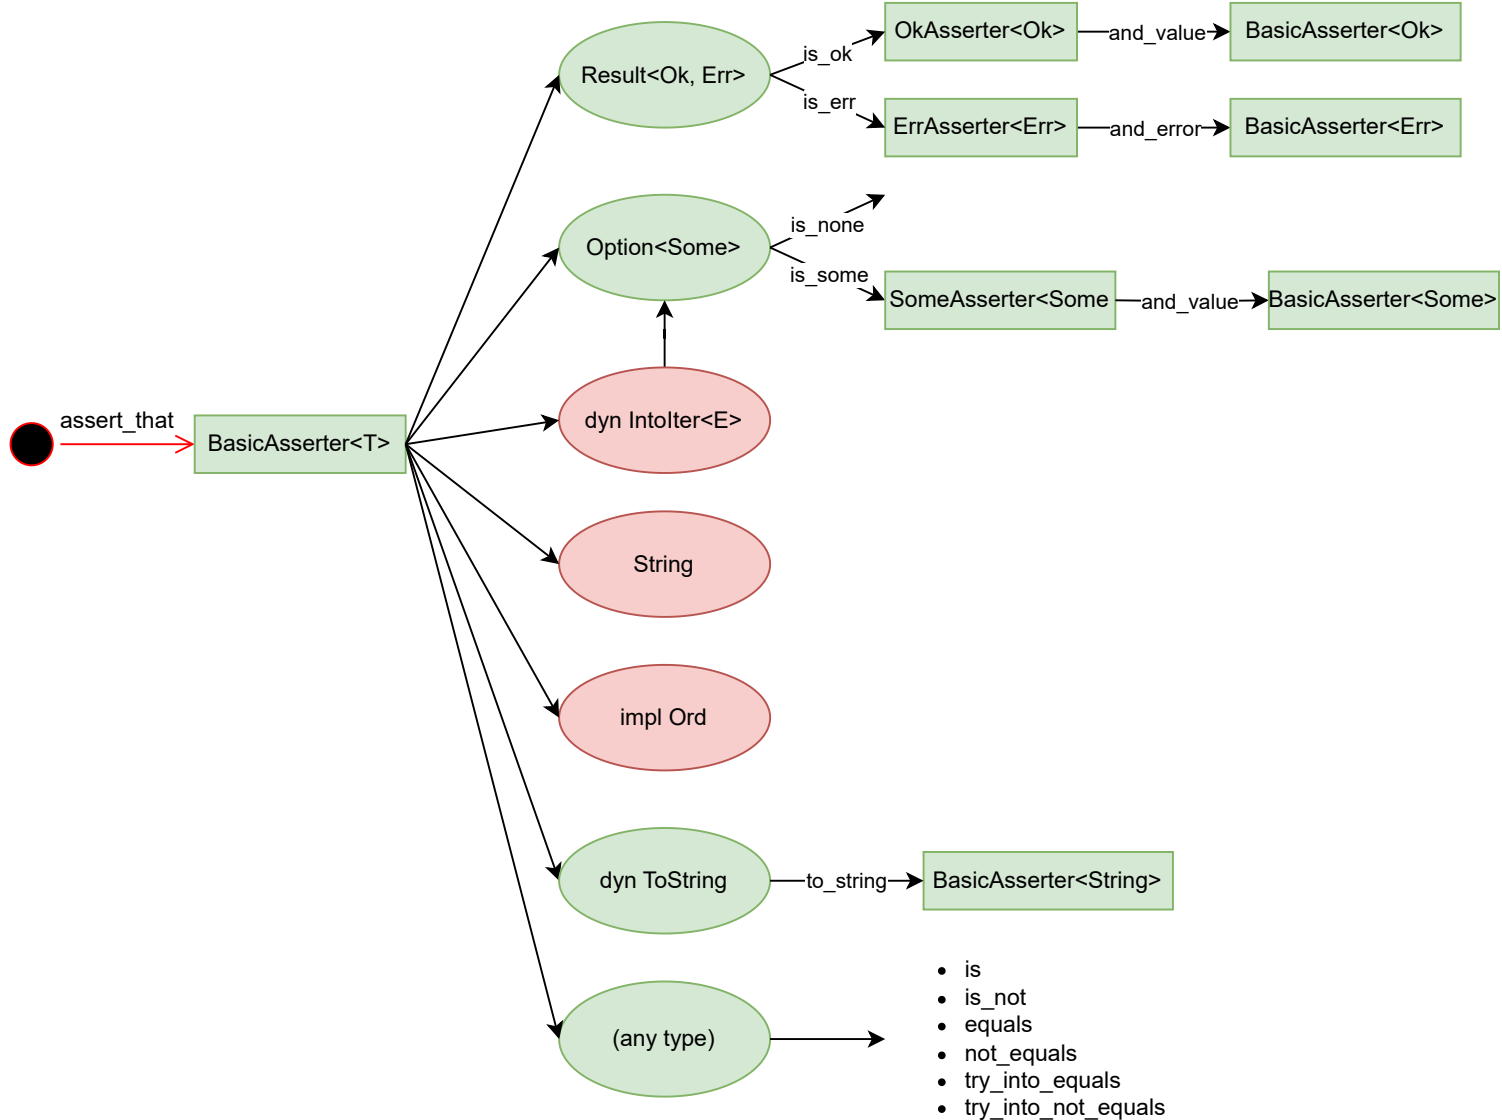 OkAsserter<Ok>
and_value
BasicAsserter<Ok>
is_ok
Result<Ok, Err>
is_err
ErrAsserter<Err>
and_error
BasicAsserter<Err>
is_none
Option<Some>
is_some
SomeAsserter<Some
and_value
BasicAsserter<Some>
dyn IntoIter<E>
assert_that
BasicAsserter<T>
String
impl Ord
dyn ToString
to_string
BasicAsserter<String>
(any type)
• is
• is_not
• equals
• not_equals
• try_into_equals
• try_into_not_equals